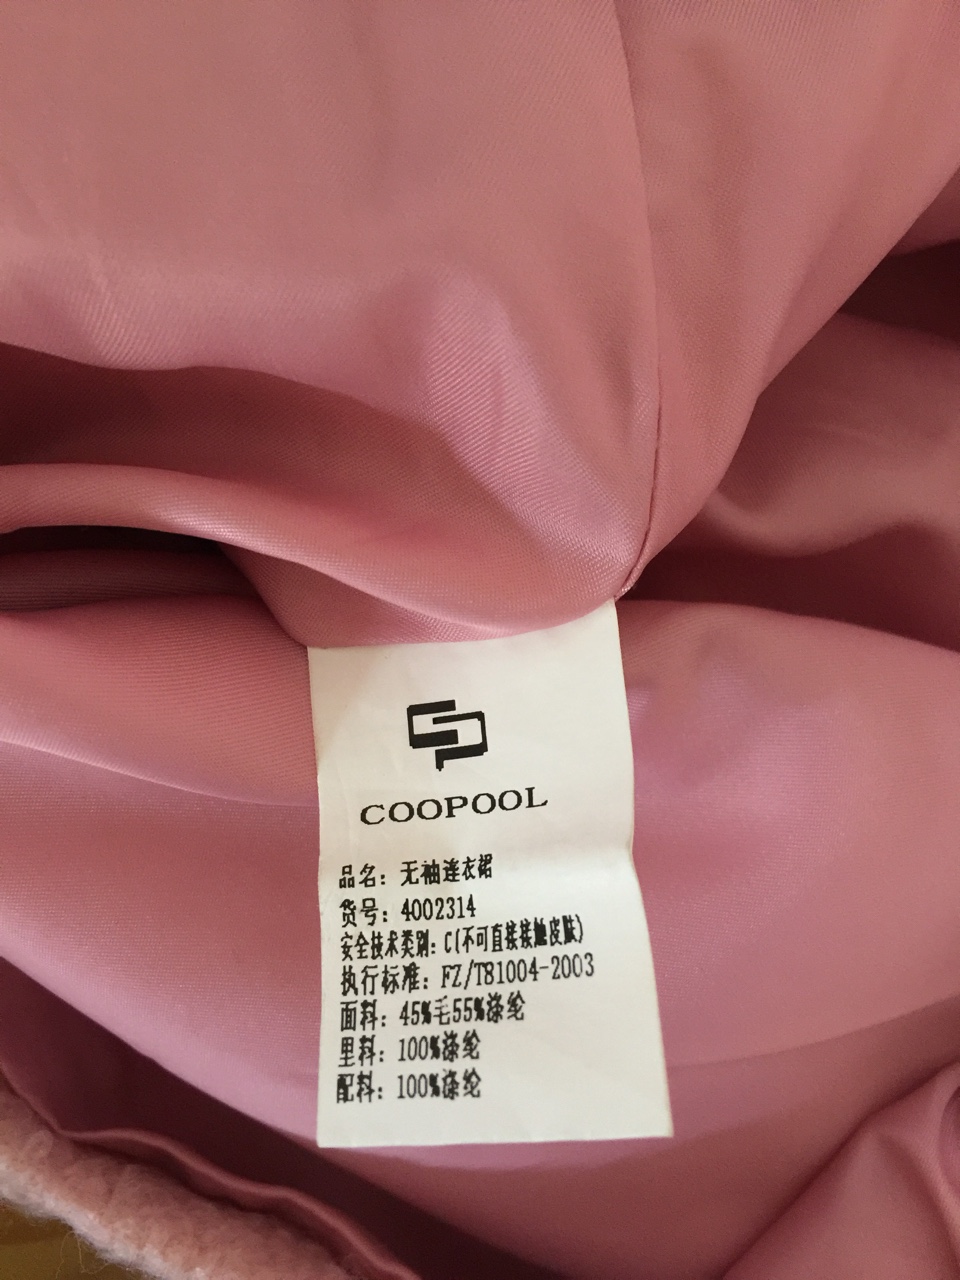 COOPOOL
品名：无袖连衣裙
货号：4002314
安全技术类别：C(不可直接接触皮肤)
执行标准：FZ/T81004-2003
面料：45%毛55%涤纶
里料：100%涤纶
配料：100%涤纶